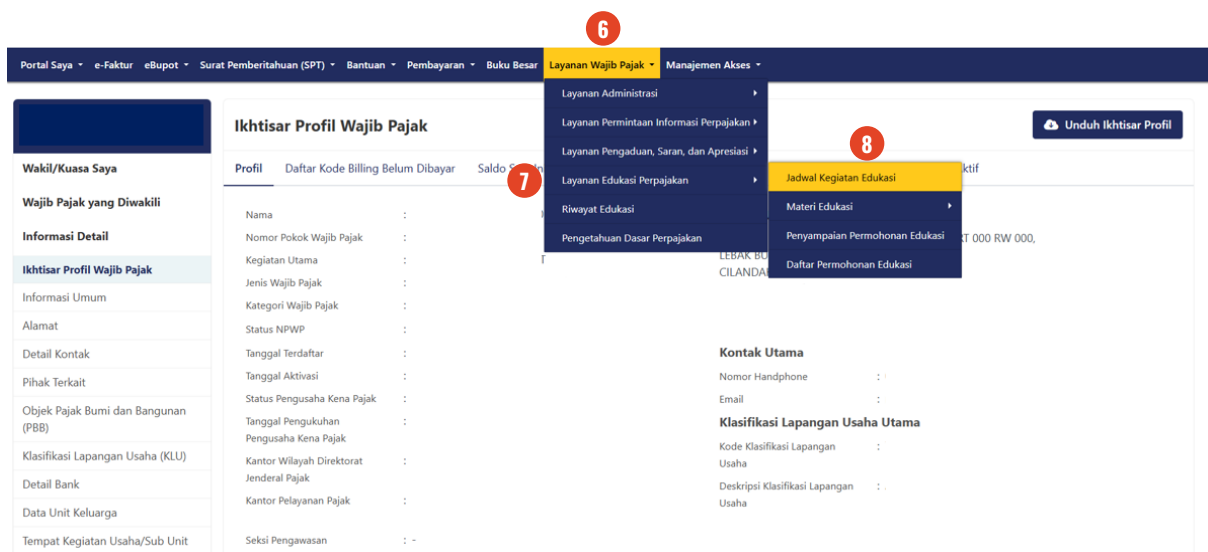 6
Portal Saya e-Faktur eBupot Surat Pemberitahuan (SPT) Bantuan Pembayaran Buku Besar Layanan Wajib Pajak Manajemen Akses
Layanan Administrasi
Layanan Permintaan Informasi Perpajakan
Layanan Pengaduan, Saran, dan Apresiasi
Layanan Edukasi Perpajakan
Riwayat Edukasi
Pengetahuan Dasar Perpajakan
7
8
Jadwal Kegiatan Edukasi
Materi Edukasi
Penyampaian Permohonan Edukasi
Daftar Permohonan Edukasi
Wakil/Kuasa Saya
Wajib Pajak yang Diwakili
Informasi Detail
Ikhtisar Profil Wajib Pajak
Informasi Umum
Alamat
Detail Kontak
Pihak Terkait
Objek Pajak Bumi dan Bangunan
(PBB)
Klasifikasi Lapangan Usaha (KLU)
Detail Bank
Data Unit Keluarga
Tempat Kegiatan Usaha/Sub Unit
Ikhtisar Profil Wajib Pajak
Unduh Ikhtisar Profil
Profil Daftar Kode Billing Belum Dibayar Saldo
Nama :
Nomor Pokok Wajib Pajak :
Kegiatan Utama :
Jenis Wajib Pajak :
Kategori Wajib Pajak :
Status NPWP :
Tanggal Terdaftar :
Tanggal Aktivasi :
Status Pengusaha Kena Pajak :
Tanggal Pengukuhan :
Pengusaha Kena Pajak
Kantor Wilayah Direktorat :
Jenderal Pajak
Kantor Pelayanan Pajak :
Seksi Pengawasan : -
RT 000 RW 000,
LEBAK
Kontak Utama
Nomor Handphone :
Email :
Klasifikasi Lapangan Usaha Utama
Kode Klasifikasi Lapangan :
Usaha
Deskripsi Klasifikasi Lapangan :
Usaha